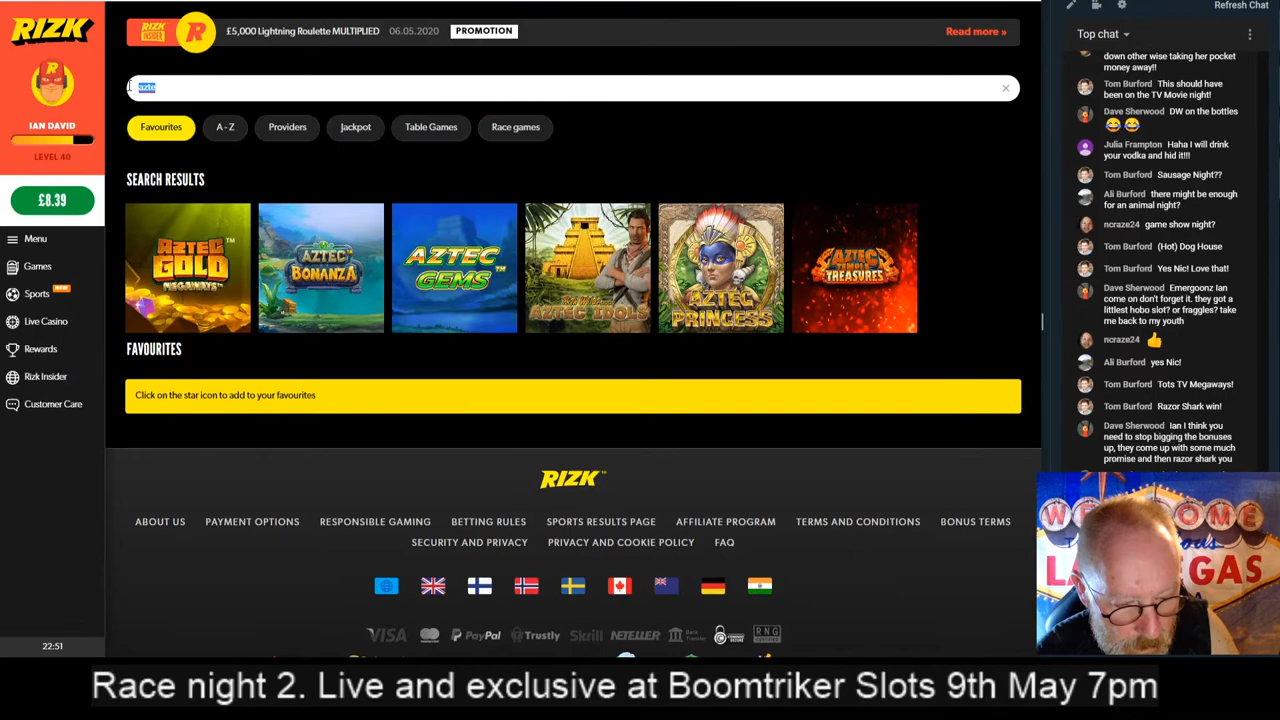 RIZK
RIZK INSIDER
R
£5,000 Lightning Roulette MULTIPLIED
06.05.2020
PROMOTION
Read more »
R
IAN DAVID
LEVEL 40
£8.39
Menu
Games
Sports
NEW
Live Casino
Rewards
Rizk Insider
Customer Care
22:51
azte
×
Favourites
A - Z
Providers
Jackpot
Table Games
Race games
SEARCH RESULTS
AZTEC GOLD MEGAWAYS™
AZTEC BONANZA
AZTEC GEMS™
AZTEC IDOLS
AZTEC PRINCESS
AZTEC TEMPLE TREASURES
FAVOURITES
Click on the star icon to add to your favourites
RIZK™
ABOUT US
PAYMENT OPTIONS
RESPONSIBLE GAMING
BETTING RULES
SPORTS RESULTS PAGE
AFFILIATE PROGRAM
TERMS AND CONDITIONS
BONUS TERMS
SECURITY AND PRIVACY
PRIVACY AND COOKIE POLICY
FAQ
VISA
PayPal
Trustly
Skrill
NETELLER
Bank Transfer
RNG CERTIFIED
Refresh Chat
Top chat
down other wise taking her pocket
money away!!
Tom Burford This should have
been on the TV Movie night!
Dave Sherwood DW on the bottles
😂 😂
Julia Frampton Haha I will drink
your vodka and hid it!!!
Tom Burford Sausage Night??
Ali Burford there might be enough
for an animal night?
ncraze24 game show night?
Tom Burford (Hot) Dog House
Tom Burford Yes Nic! Love that!
Dave Sherwood Emergoonz Ian
come on don't forget it. they got a
littlest hobo slot? or fraggles? take
me back to my youth
ncraze24 👍
Ali Burford yes Nic!
Tom Burford Tots TV Megaways!
Tom Burford Razor Shark win!
Dave Sherwood Ian I think you
need to stop bigging the bonuses
up, they come up with some much
promise and then razor shark you
Race night 2. Live and exclusive at Boomtriker Slots 9th May 7pm